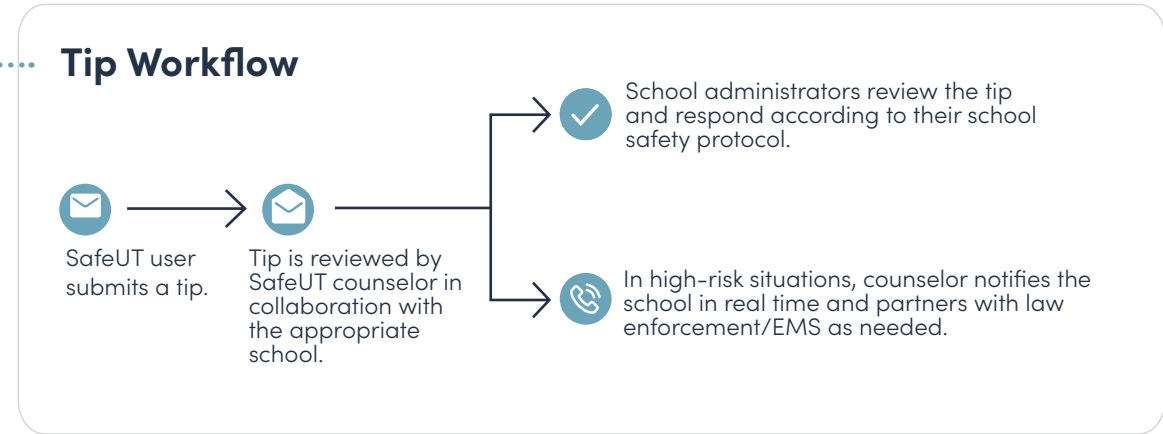 Tip Workflow
SafeUT user
submits a tip.
Tip is reviewed by
SafeUT counselor in
collaboration with
the appropriate
school.
School administrators review the tip
and respond according to their school
safety protocol.
In high-risk situations, counselor notifies the
school in real time and partners with law
enforcement/EMS as needed.